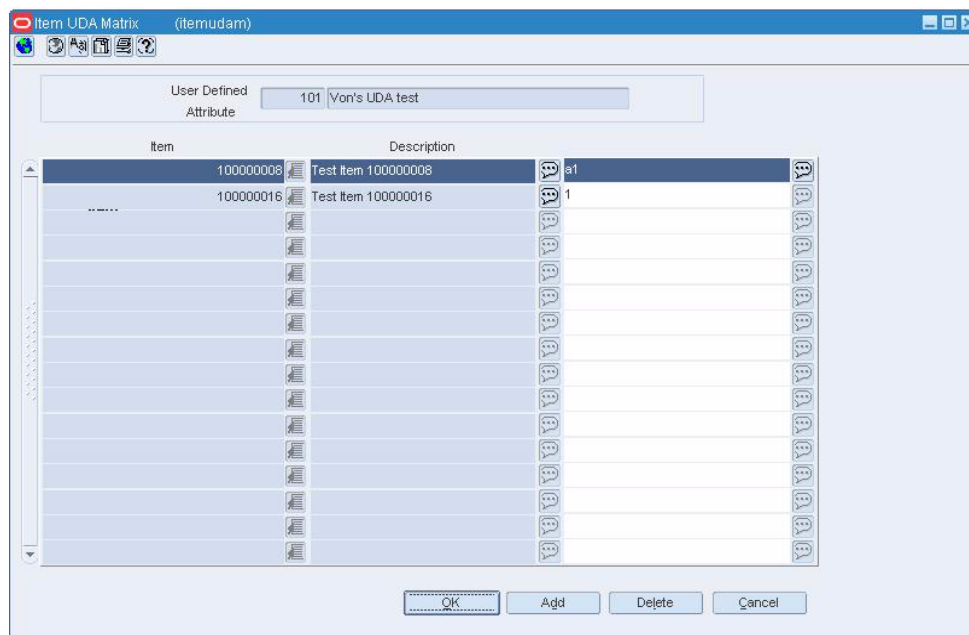 Item UDA Matrix (itemudam)
User Defined Attribute 101 Von's UDA test
Item Description
100000008 Test Item 100000008 a1
100000016 Test Item 100000016 1
OK Add Delete Cancel